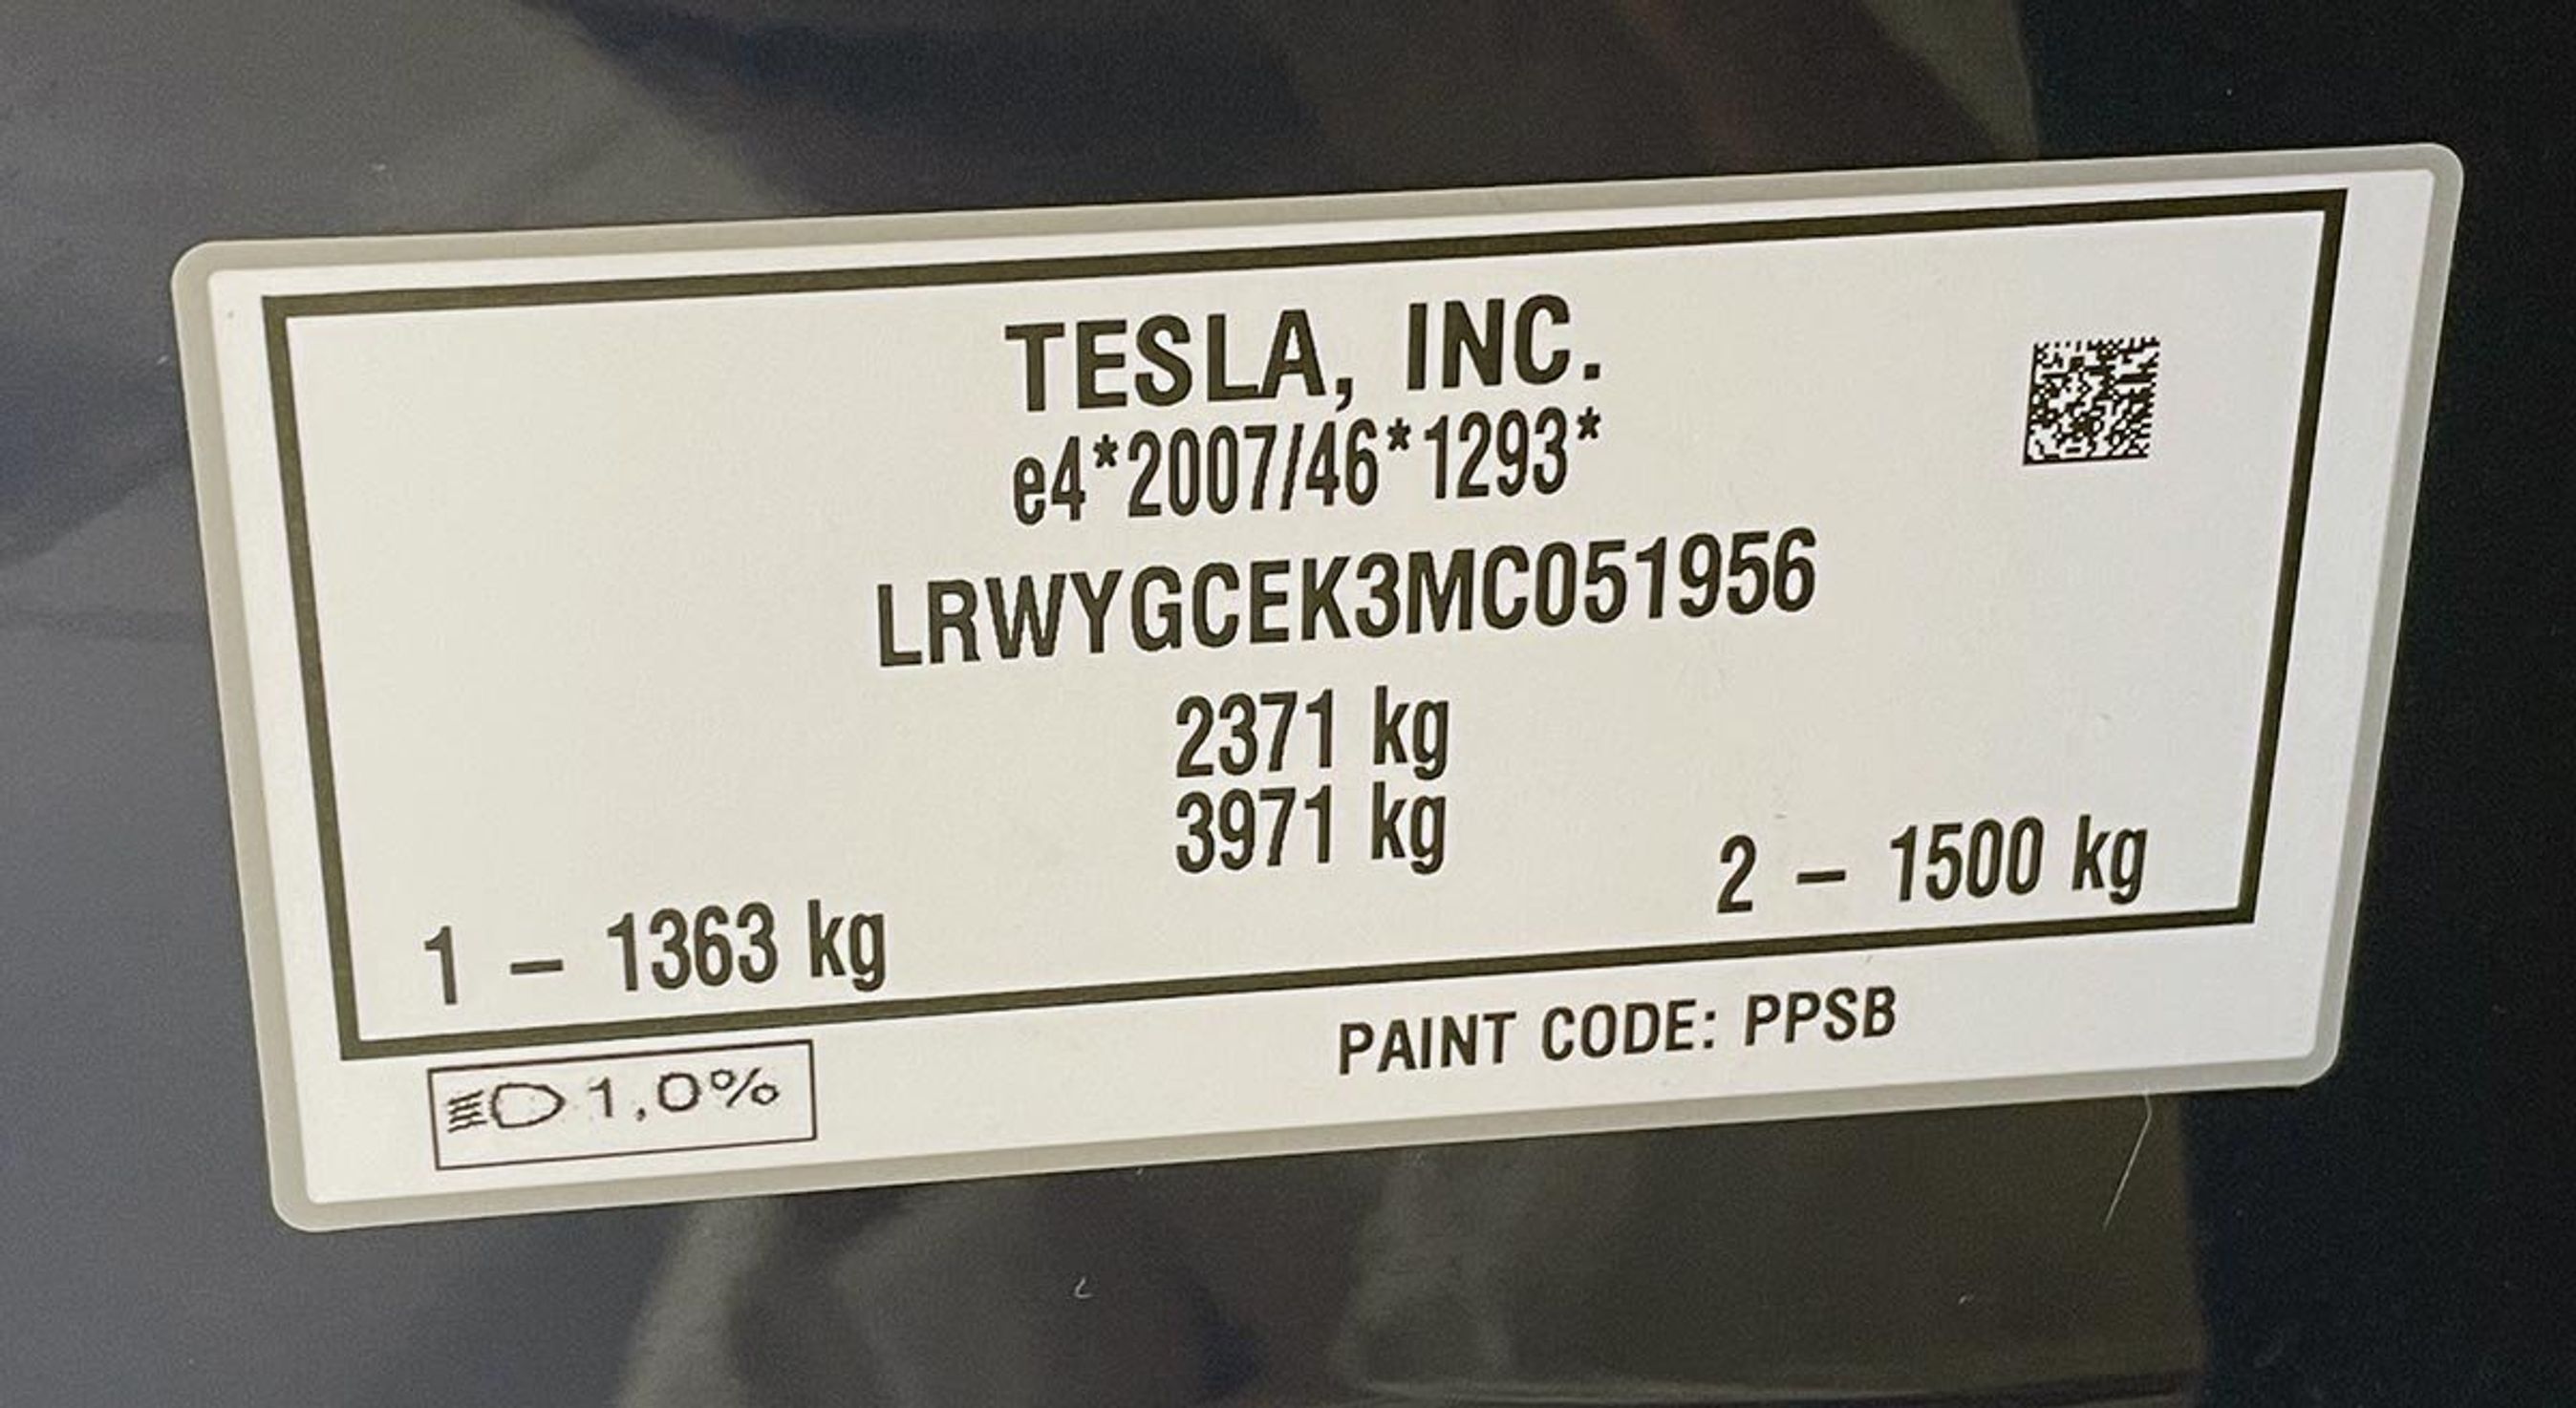 TESLA, INC.
e4*2007/46*1293*
LRWYGCEK3MC051956
2371 kg
3971 kg
1 – 1363 kg
2 – 1500 kg
1,0%
PAINT CODE: PPSB